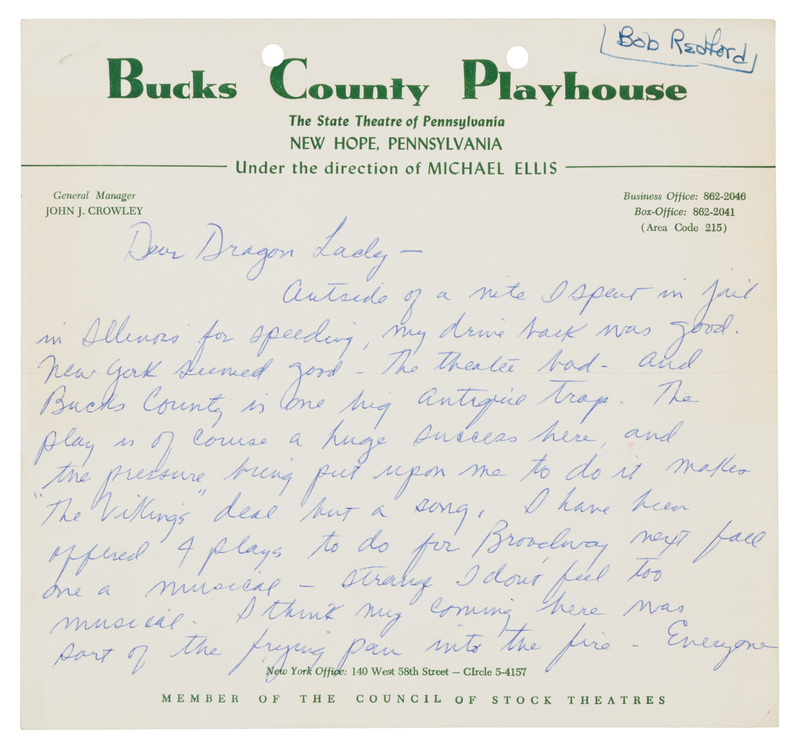 Bob Redford
Bucks County Playhouse
The State Theatre of Pennsylvania
NEW HOPE, PENNSYLVANIA
Under the direction of MICHAEL ELLIS
General Manager
JOHN J. CROWLEY
Business Office: 862-2046
Box-Office: 862-2041
(Area Code 215)
Dear Dragon Lady —
Outside of a nite I spent in jail
in Illinois for speeding, my drive back was good.
New York seemed good – The theatre bad – and
Bucks County is one big Antique trap. The
play is of course a huge success here, and
the pressure being put upon me to do it makes
"The Vikings" deal but a song. I have been
offered 4 plays to do for Broadway next fall
one a musical – strange I don't feel too
musical. I think my coming here was
sort of the frying pan into the fire – Everyone
New York Office: 140 West 58th Street — CIrcle 5-4157
MEMBER OF THE COUNCIL OF STOCK THEATRES